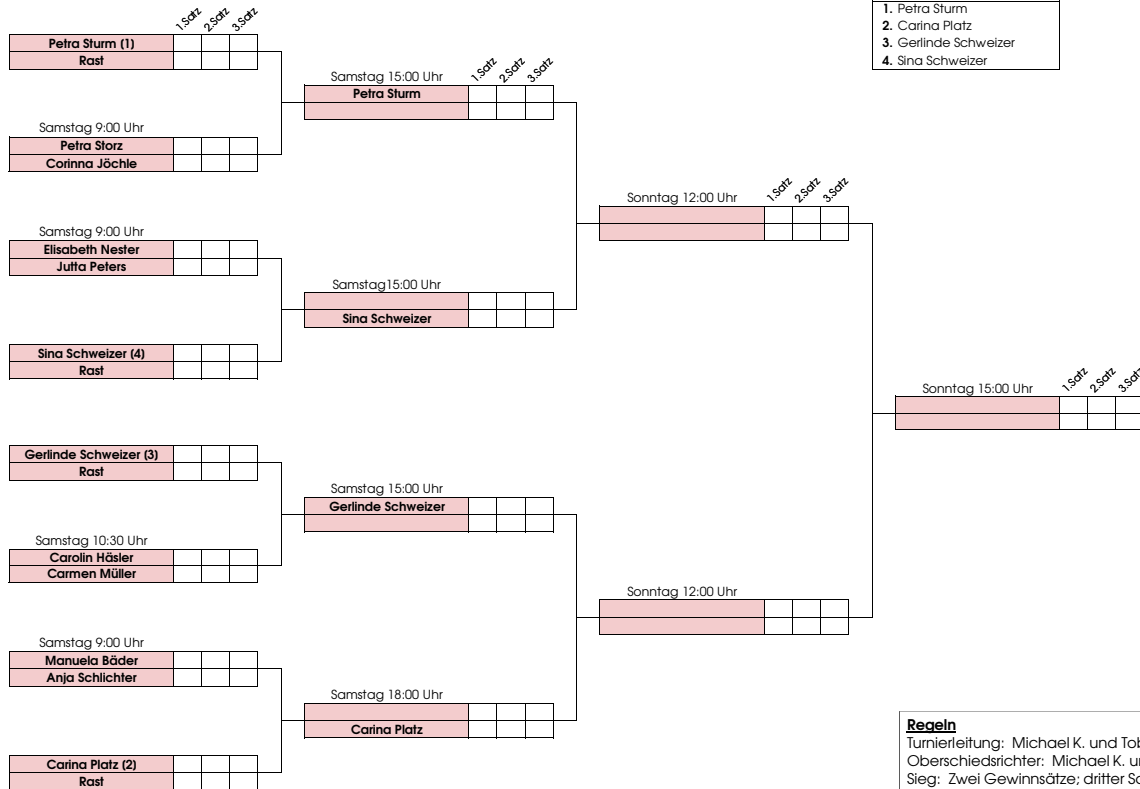 1.Satz 2.Satz 3.Satz
Petra Sturm (1)
Rast
Samstag 9:00 Uhr
Petra Storz
Corinna Jöchle
Samstag 9:00 Uhr
Elisabeth Nester
Jutta Peters
Sina Schweizer (4)
Rast
Gerlinde Schweizer (3)
Rast
Samstag 10:30 Uhr
Carolin Häsler
Carmen Müller
Samstag 9:00 Uhr
Manuela Bäder
Anja Schlichter
Carina Platz (2)
Rast
Samstag 15:00 Uhr 1.Satz 2.Satz 3.Satz
Petra Sturm
Samstag15:00 Uhr
Sina Schweizer
Samstag 15:00 Uhr
Gerlinde Schweizer
Samstag 18:00 Uhr
Carina Platz
Sonntag 12:00 Uhr 1.Satz 2.Satz 3.Satz
Sonntag 12:00 Uhr
Sonntag 15:00 Uhr 1.Satz 2.Satz 3.Satz
1. Petra Sturm
2. Carina Platz
3. Gerlinde Schweizer
4. Sina Schweizer
Regeln
Turnierleitung: Michael K. und
Oberschiedsrichter: Michael K.
Sieg: Zwei Gewinnsätze; dritter